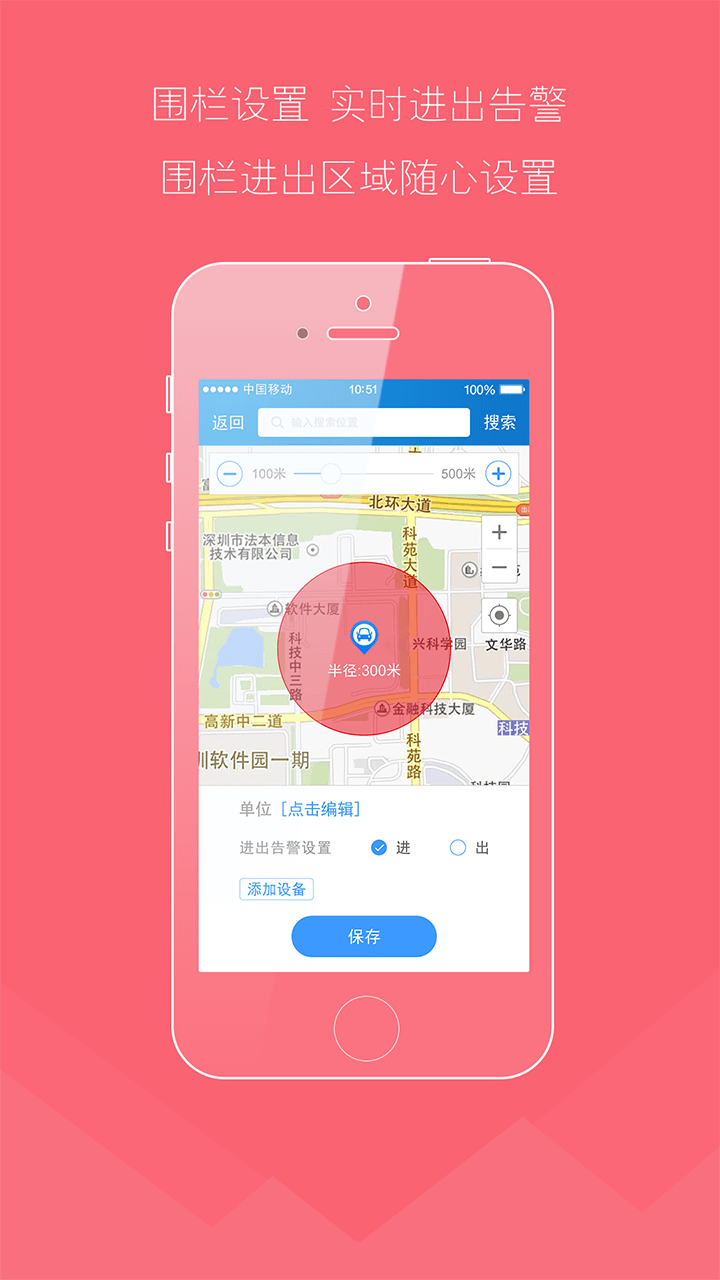 围栏设置 实时进出告警
围栏进出区域随心设置
中国移动 10:51 100%
返回 输入搜索位置 搜索
100米 500米
北环大道
深圳市法本信息
技术有限公司
科苑大道
软件大厦
科技中三路
兴科学园
文华路
半径:300米
金融科技大厦
高新中二道
科技
科苑路
圳软件园一期
单位 [点击编辑]
进出告警设置 进 出
添加设备
保存